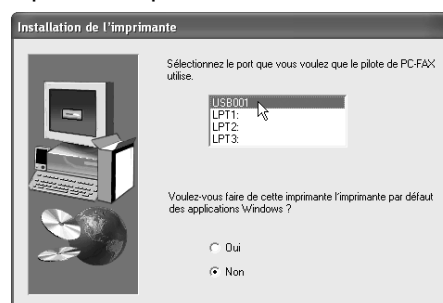 Installation de l'imprimante
Sélectionnez le port que vous voulez que le pilote de PC-FAX
utilise.
USB001
LPT1:
LPT2:
LPT3:
Voulez-vous faire de cette imprimante l'imprimante par défaut
des applications Windows ?
Oui
Non